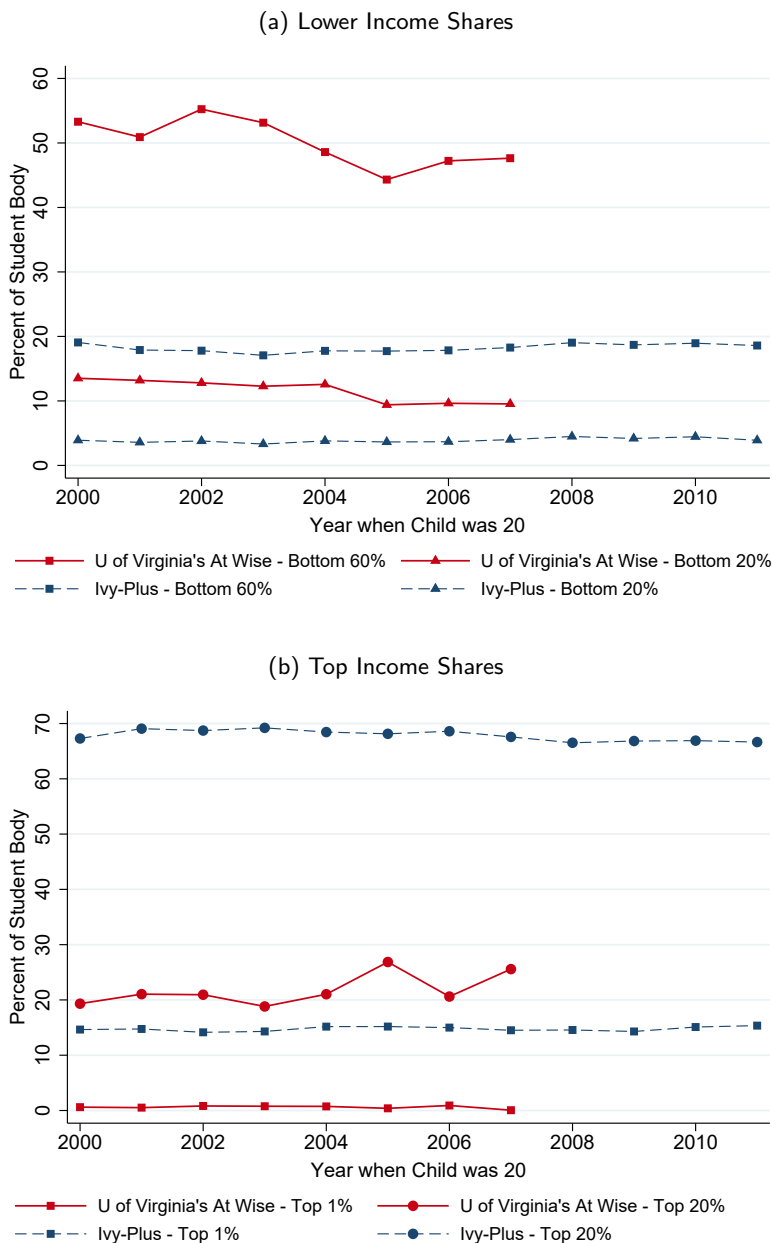 (a) Lower Income Shares
60
50
40
30
20
10
0
Percent of Student Body
2000 2002 2004 2006 2008 2010
Year when Child was 20
U of Virginia's At Wise - Bottom 60% U of Virginia's At Wise - Bottom 20%
Ivy-Plus - Bottom 60% Ivy-Plus - Bottom 20%
(b) Top Income Shares
70
60
50
40
30
20
10
0
Percent of Student Body
2000 2002 2004 2006 2008 2010
Year when Child was 20
U of Virginia's At Wise - Top 1% U of Virginia's At Wise - Top 20%
Ivy-Plus - Top 1% Ivy-Plus - Top 20%